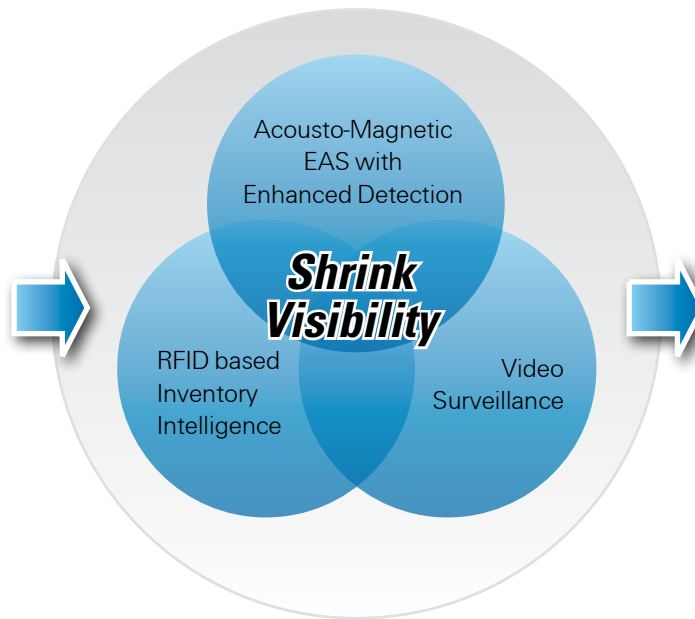 Acousto-Magnetic
EAS with
Enhanced Detection
Shrink
Visibility
RFID based
Inventory
Intelligence
Video
Surveillance